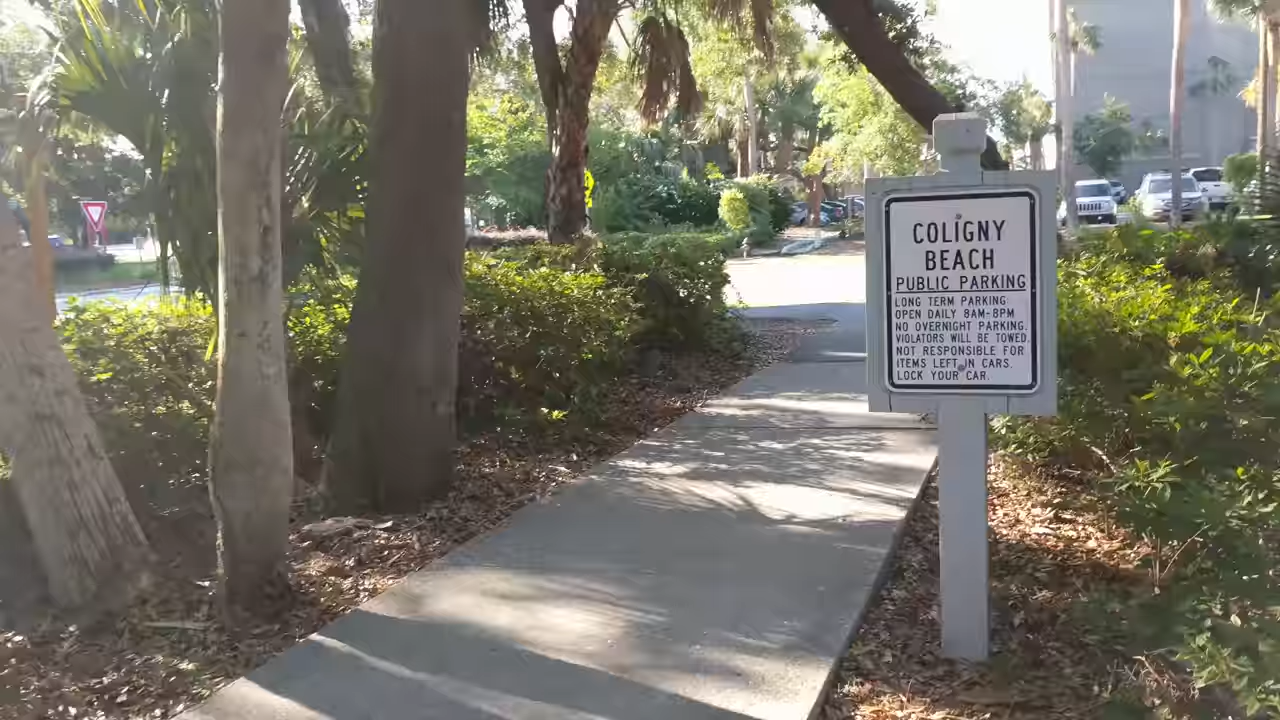 COLIGNY
BEACH
PUBLIC PARKING
LONG TERM PARKING
OPEN DAILY 8AM-8PM
NO OVERNIGHT PARKING.
VIOLATORS WILL BE TOWED.
NOT RESPONSIBLE FOR
ITEMS LEFT IN CARS.
LOCK YOUR CAR.